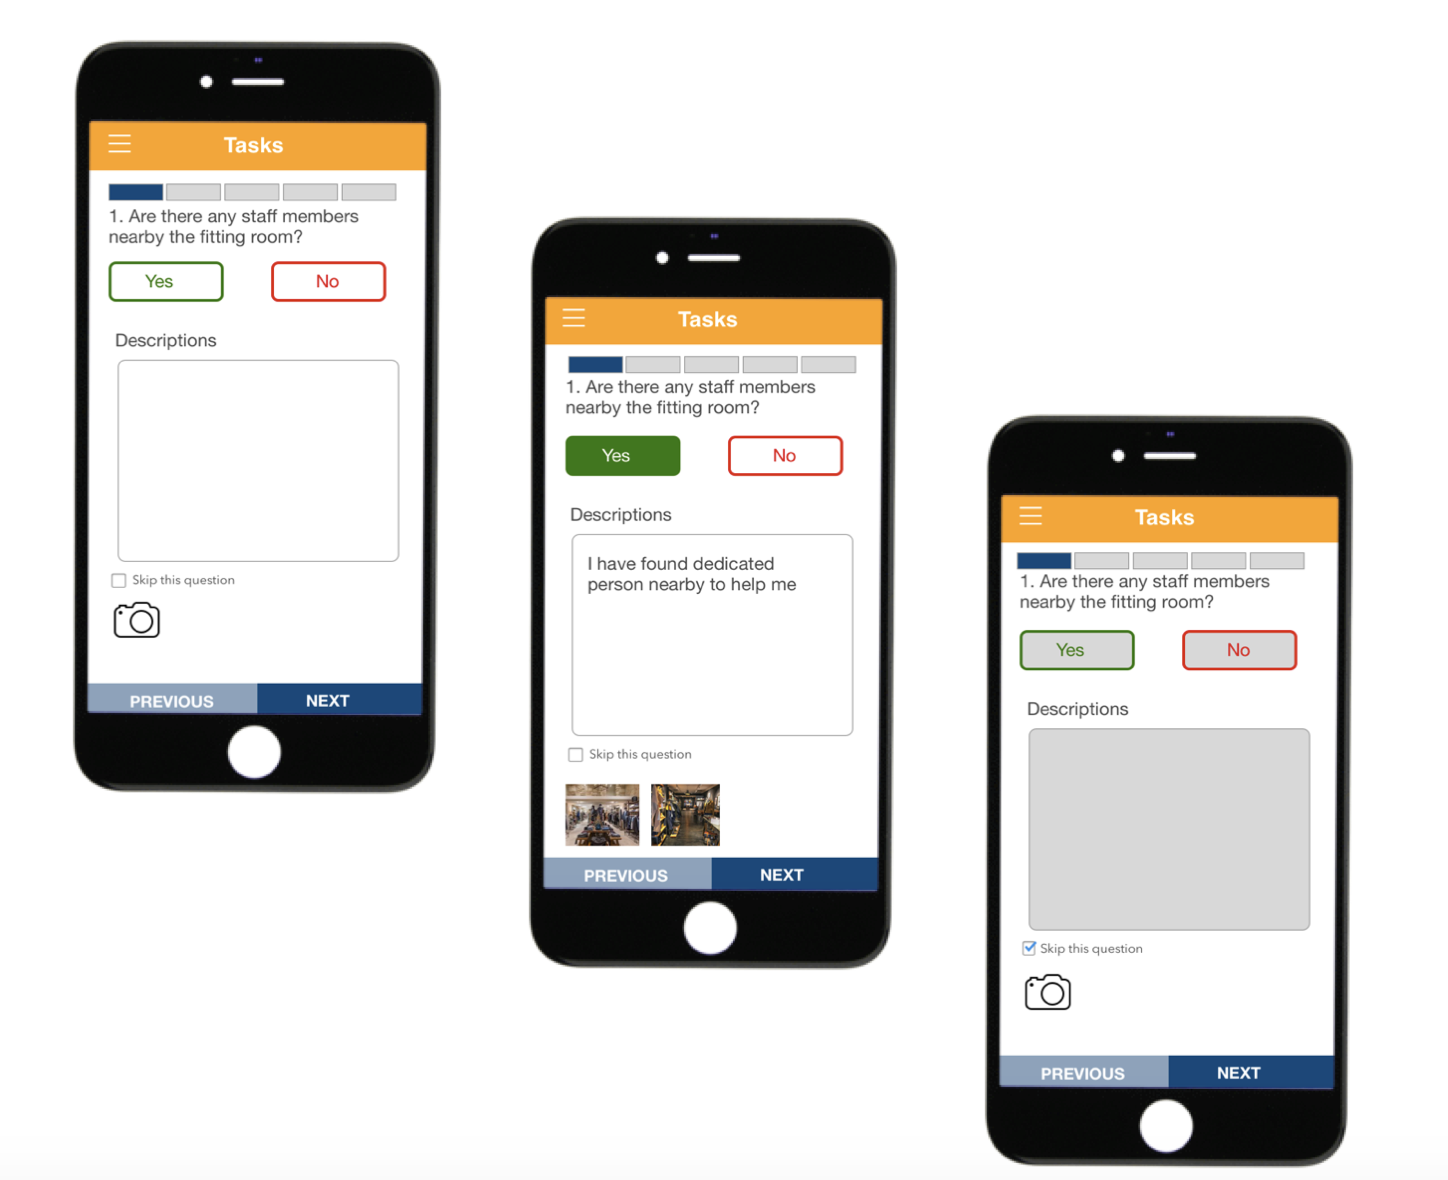 Tasks
1. Are there any staff members
nearby the fitting room?
Yes
No
Descriptions
Skip this question
PREVIOUS
NEXT
Tasks
1. Are there any staff members
nearby the fitting room?
Yes
No
Descriptions
I have found dedicated
person nearby to help me
Skip this question
PREVIOUS
NEXT
Tasks
1. Are there any staff members
nearby the fitting room?
Yes
No
Descriptions
Skip this question
PREVIOUS
NEXT